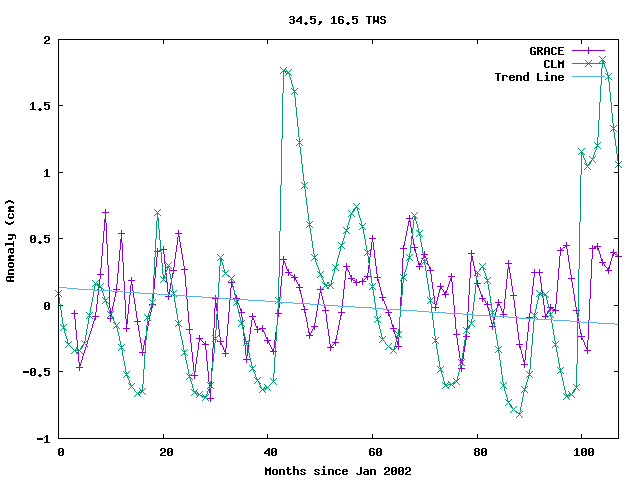 34.5, 16.5 TWS
GRACE
CLM
Trend Line
2
1.5
1
0.5
0
-0.5
-1
Anomaly (cm)
0 20 40 60 80 100
Months since Jan 2002